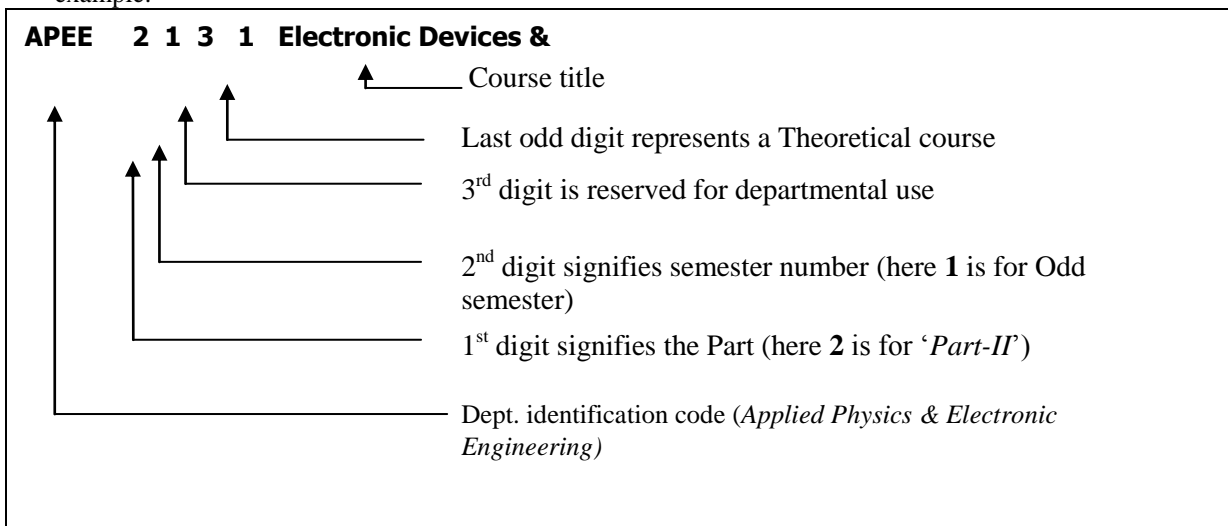 example:
APEE 2 1 3 1 Electronic Devices &
Course title
Last odd digit represents a Theoretical course
3rd digit is reserved for departmental use
2nd digit signifies semester number (here 1 is for Odd
semester)
1st digit signifies the Part (here 2 is for ‘Part-II’)
Dept. identification code (Applied Physics & Electronic
Engineering)